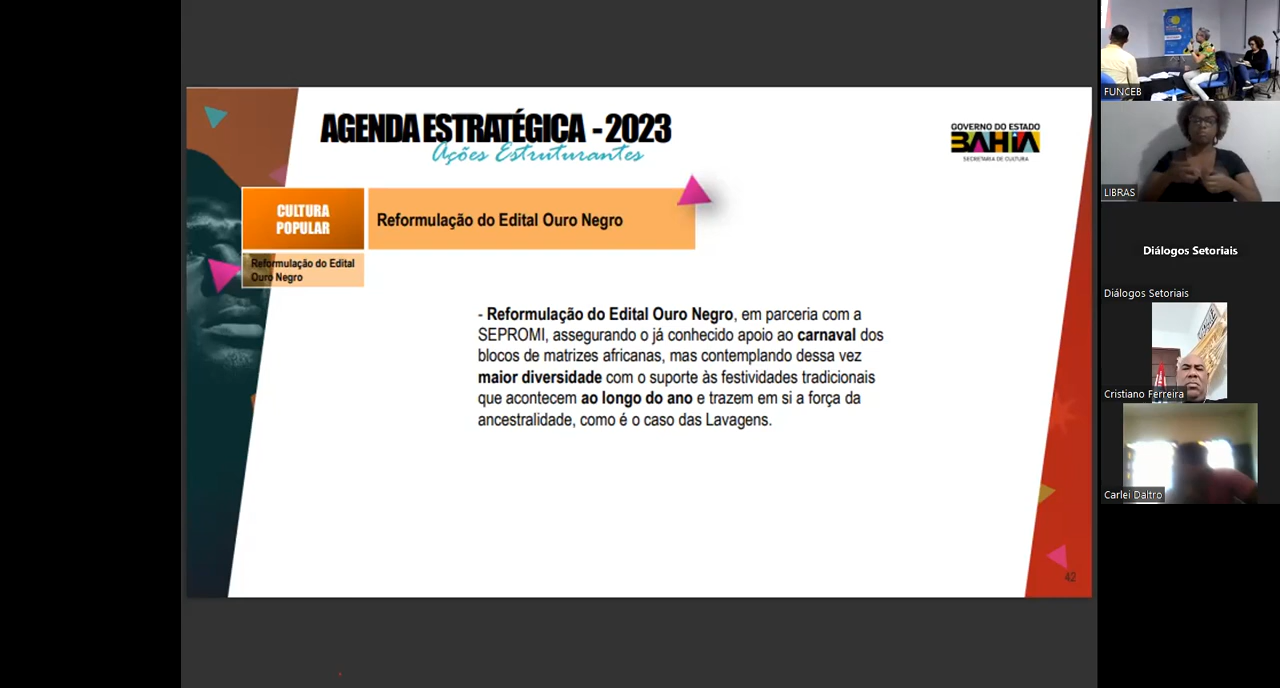 AGENDA ESTRATÉGICA - 2023
Ações Estruturantes
GOVERNO DO ESTADO
BAHIA
SECRETARIA DE CULTURA
CULTURA
POPULAR
Reformulação do Edital Ouro Negro
Reformulação do Edital
Ouro Negro
- Reformulação do Edital Ouro Negro, em parceria com a
SEPROMI, assegurando o já conhecido apoio ao carnaval dos
blocos de matrizes africanas, mas contemplando dessa vez
maior diversidade com o suporte às festividades tradicionais
que acontecem ao longo do ano e trazem em si a força da
ancestralidade, como é o caso das Lavagens.
42
FUNCEB
LIBRAS
Diálogos Setoriais
Diálogos Setoriais
Cristiano Ferreira
Carlei Daltro